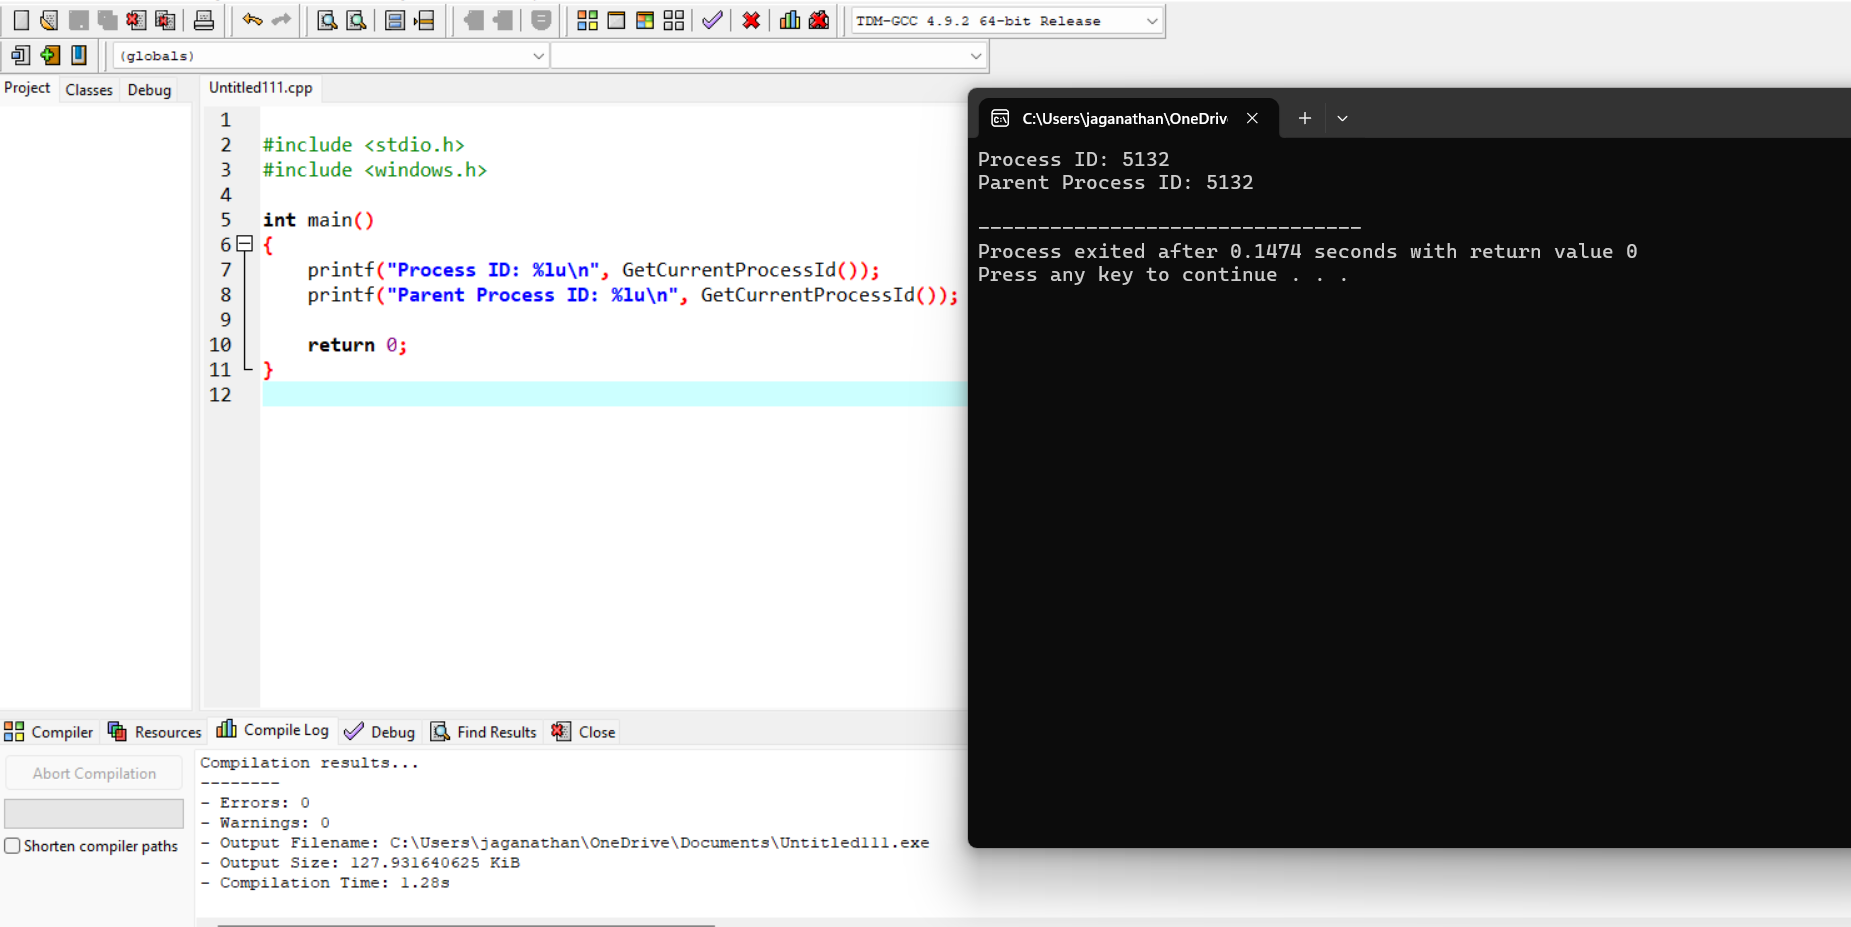 TDM-GCC 4.9.2 64-bit Release
(globals)
Project Classes Debug
Untitled111.cpp
1
2 #include <stdio.h>
3 #include <windows.h>
4
5 int main()
6 {
7 printf("Process ID: %lu\n", GetCurrentProcessId());
8 printf("Parent Process ID: %lu\n", GetCurrentProcessId());
9
10 return 0;
11 }
12
C:\Users\jaganathan\OneDriv
Process ID: 5132
Parent Process ID: 5132
--------------------------------
Process exited after 0.1474 seconds with return value 0
Press any key to continue . . .
Compiler Resources Compile Log Debug Find Results Close
Abort Compilation
Shorten compiler paths
Compilation results...
--------
- Errors: 0
- Warnings: 0
- Output Filename: C:\Users\jaganathan\OneDrive\Documents\Untitled111.exe
- Output Size: 127.931640625 KiB
- Compilation Time: 1.28s